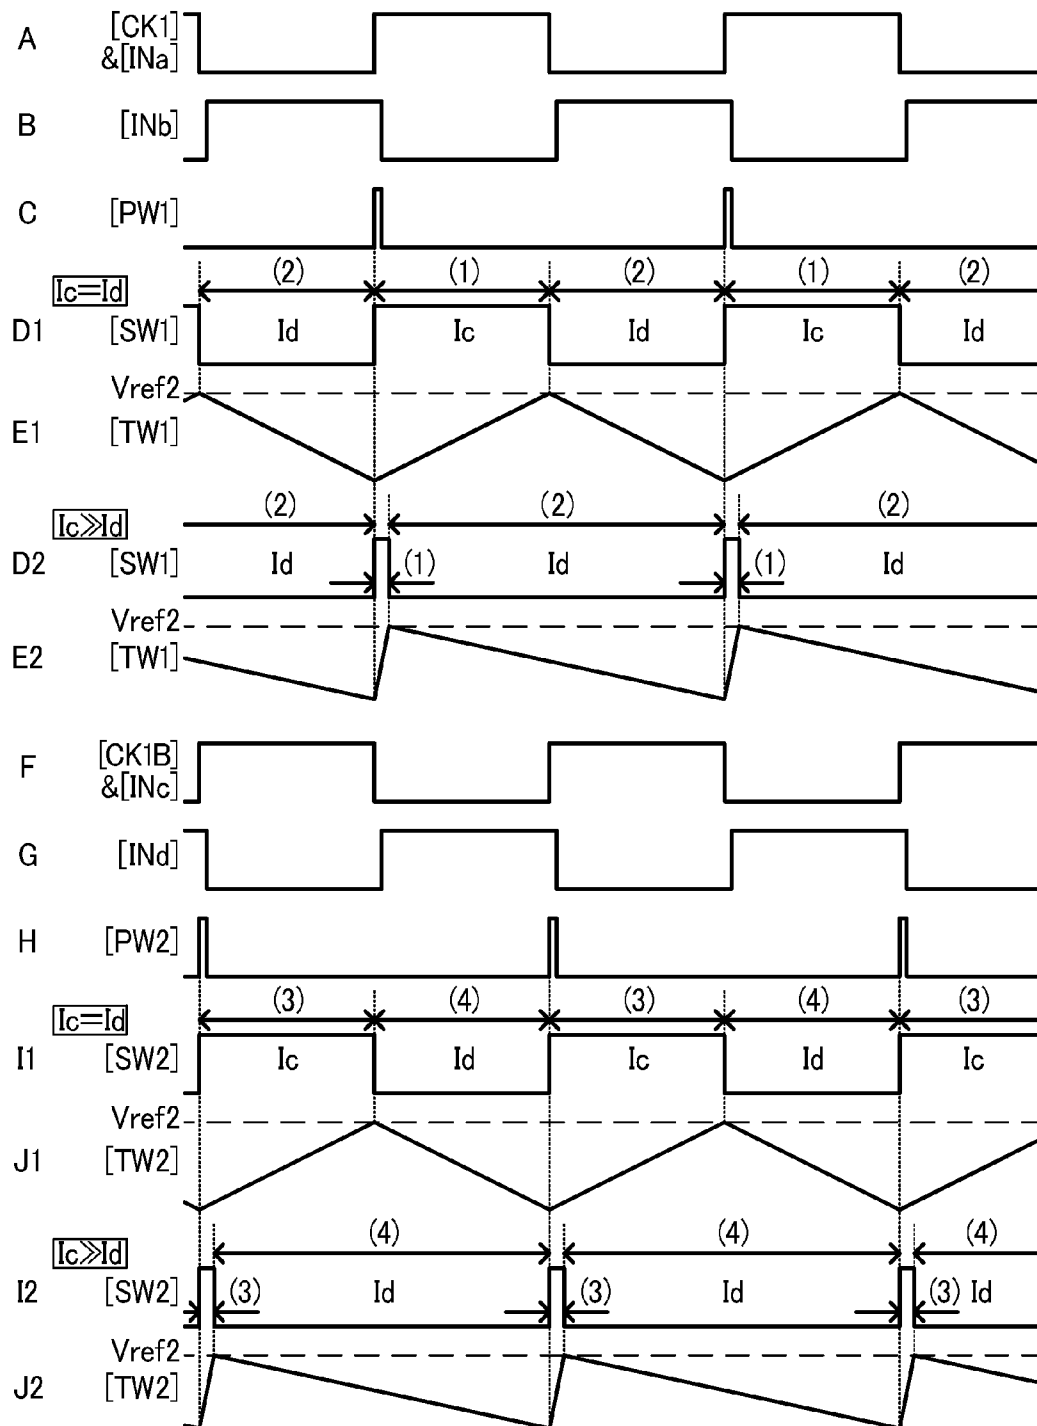 A [CK1]
&[INa]
B [INb]
C [PW1]
(2) (1) (2) (1) (2)
Ic=Id
D1 [SW1] Id Ic Id Ic Id
Vref2
E1 [TW1]
(2) (2) (2)
Ic≫Id
D2 [SW1] Id (1) Id (1) Id
Vref2
E2 [TW1]
F [CK1B]
&[INc]
G [INd]
H [PW2]
(3) (4) (3) (4) (3)
Ic=Id
I1 [SW2] Ic Id Ic Id Ic
Vref2
J1 [TW2]
(4) (4) (4)
Ic≫Id
I2 [SW2] (3) Id (3) Id (3) Id
Vref2
J2 [TW2]